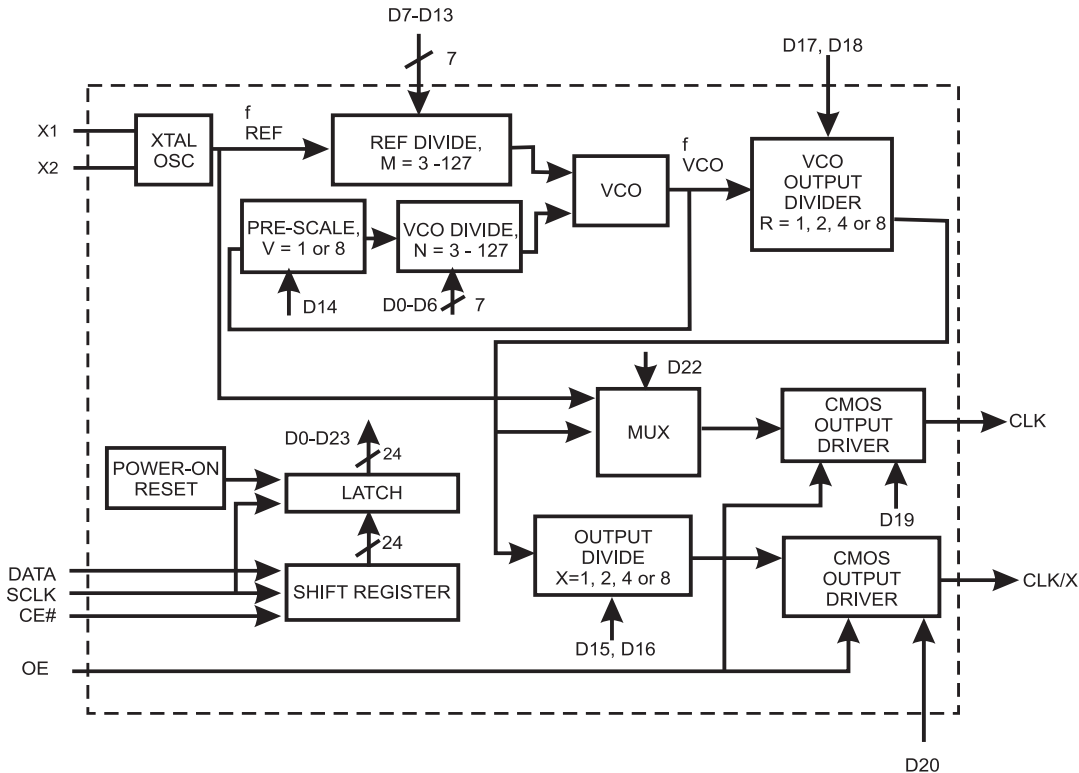 D7-D13
7
D17, D18
X1
X2
XTAL
OSC
f
REF
REF DIVIDE,
M = 3 -127
VCO
f
VCO
VCO
OUTPUT
DIVIDER
R = 1, 2, 4 or 8
PRE-SCALE,
V = 1 or 8
VCO DIVIDE,
N = 3 - 127
D14
D0-D6
7
D22
MUX
CMOS
OUTPUT
DRIVER
CLK
D19
D0-D23
24
POWER-ON
RESET
LATCH
24
DATA
SCLK
CE#
SHIFT REGISTER
OUTPUT
DIVIDE
X=1, 2, 4 or 8
D15, D16
CMOS
OUTPUT
DRIVER
CLK/X
OE
D20